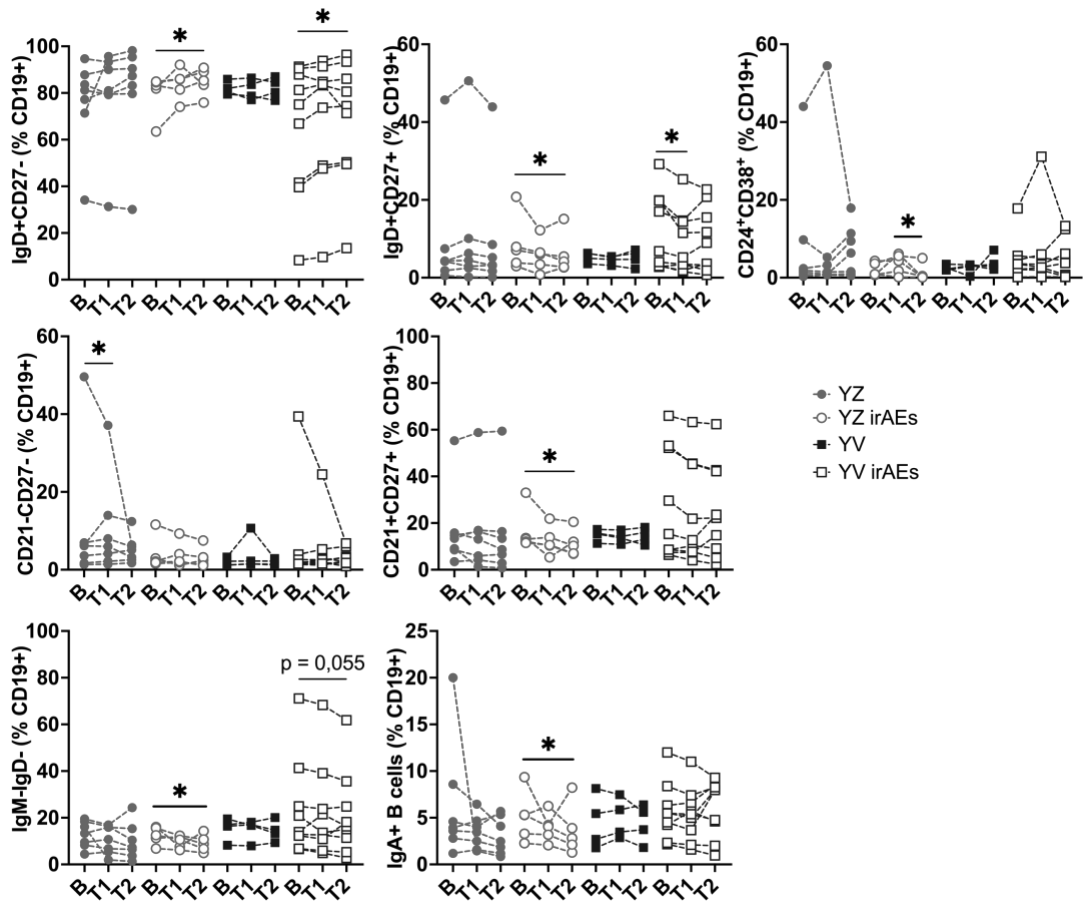 IgD+CD27- (% CD19+)
100
80
60
40
20
0
*
*
B T1 T2 B T1 T2 B T1 T2 B T1 T2
IgD+CD27+ (% CD19+)
60
40
20
0
*
*
B T1 T2 B T1 T2 B T1 T2 B T1 T2
CD24+CD38+ (% CD19+)
60
40
20
0
*
B T1 T2 B T1 T2 B T1 T2 B T1 T2
CD21-CD27- (% CD19+)
60
40
20
0
*
B T1 T2 B T1 T2 B T1 T2 B T1 T2
CD21+CD27+ (% CD19+)
100
80
60
40
20
0
*
B T1 T2 B T1 T2 B T1 T2 B T1 T2
YZ
YZ irAEs
YV
YV irAEs
IgM-IgD- (% CD19+)
100
80
60
40
20
0
*
p = 0,055
B T1 T2 B T1 T2 B T1 T2 B T1 T2
IgA+ B cells (% CD19+)
25
20
15
10
5
0
*
B T1 T2 B T1 T2 B T1 T2 B T1 T2